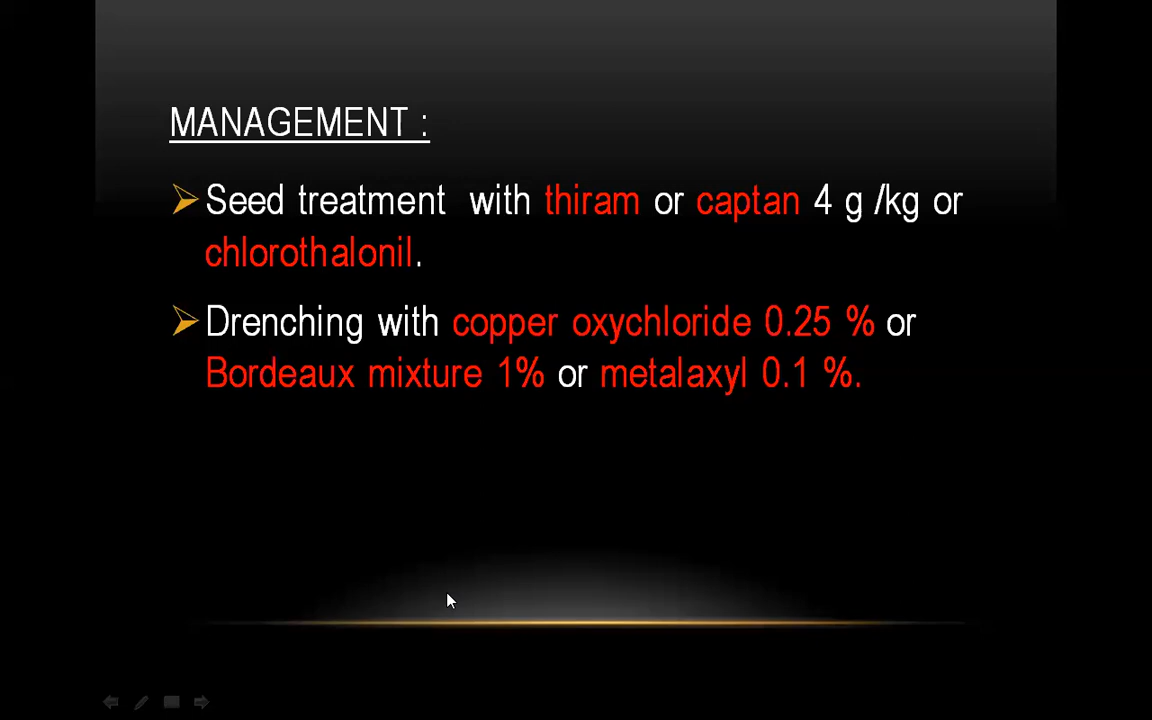 MANAGEMENT :
Seed treatment with thiram or captan 4 g /kg or
chlorothalonil.
Drenching with copper oxychloride 0.25 % or
Bordeaux mixture 1% or metalaxyl 0.1 %.